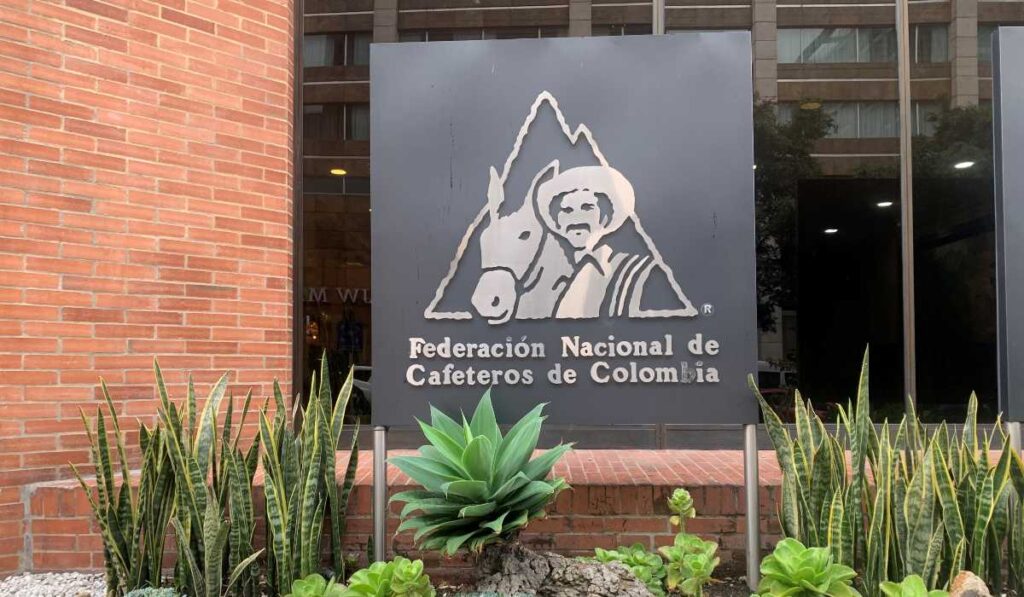 ®
Federación Nacional de
Cafeteros de Colombia